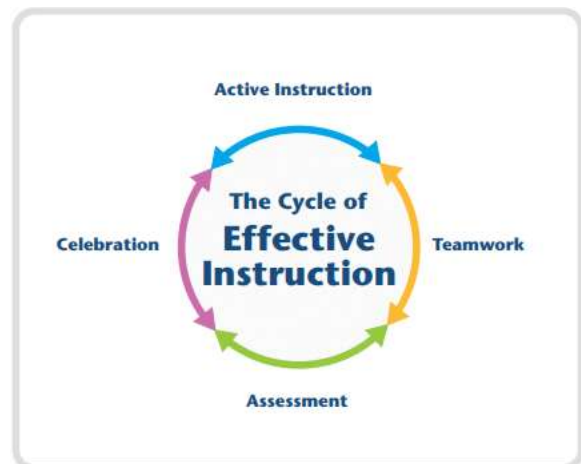 Active Instruction
The Cycle of
Effective
Instruction
Celebration
Teamwork
Assessment